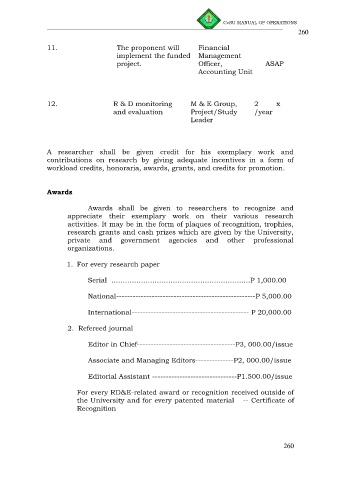 CvSU MANUAL OF OPERATIONS
260
11. The proponent will Financial
implement the funded Management
project. Officer, ASAP
Accounting Unit
12. R & D monitoring M & E Group, 2 x
and evaluation Project/Study /year
Leader
A researcher shall be given credit for his exemplary work and
contributions on research by giving adequate incentives in a form of
workload credits, honoraria, awards, grants, and credits for promotion.
Awards
Awards shall be given to researchers to recognize and
appreciate their exemplary work on their various research
activities. It may be in the form of plaques of recognition, trophies,
research grants and cash prizes which are given by the University,
private and government agencies and other professional
organizations.
1. For every research paper
Serial ................................................................P 1,000.00
National---------------------------------------------------P 5,000.00
International------------------------------------------- P 20,000.00
2. Refereed journal
Editor in Chief------------------------------------P3, 000.00/issue
Associate and Managing Editors--------------P2, 000.00/issue
Editorial Assistant -------------------------------P1.500.00/issue
For every RD&E-related award or recognition received outside of
the University and for every patented material -- Certificate of
Recognition
260